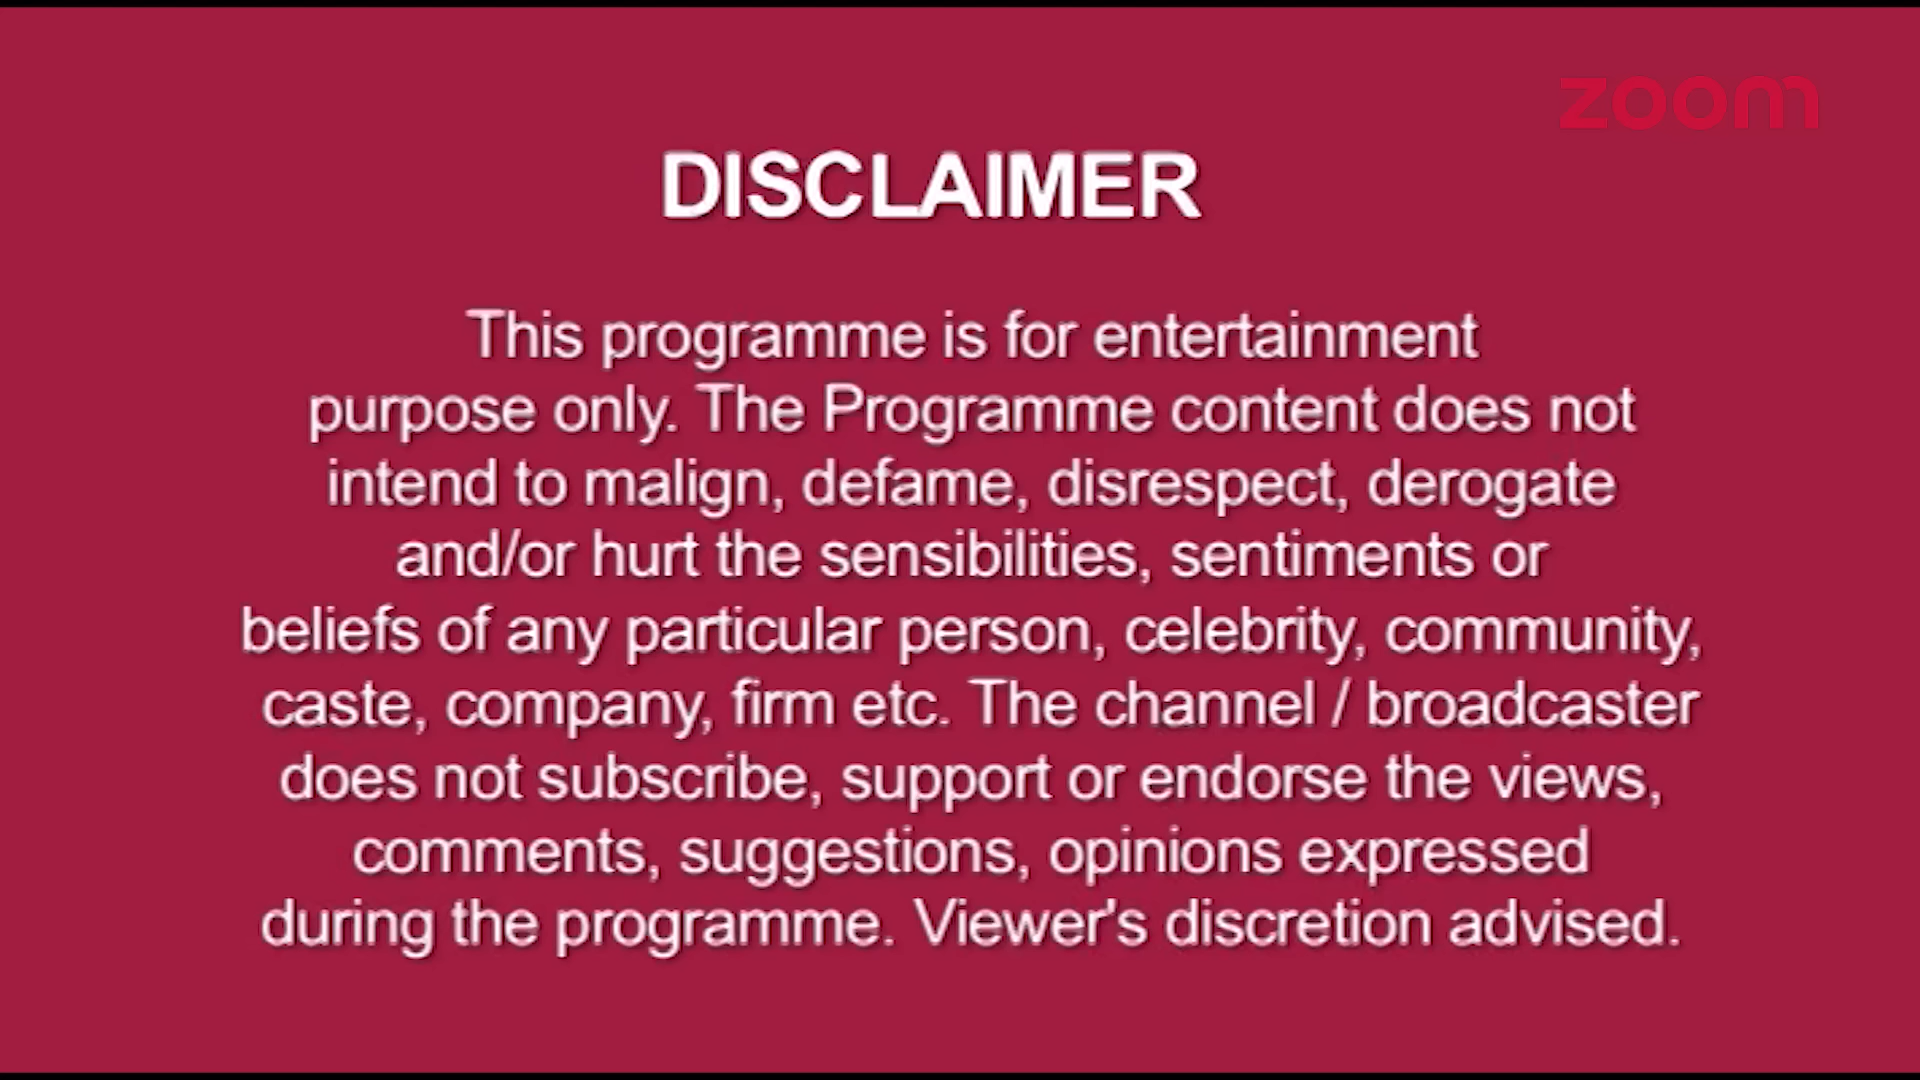 zoom
DISCLAIMER
This programme is for entertainment
purpose only. The Programme content does not
intend to malign, defame, disrespect, derogate
and/or hurt the sensibilities, sentiments or
beliefs of any particular person, celebrity, community,
caste, company, firm etc. The channel / broadcaster
does not subscribe, support or endorse the views,
comments, suggestions, opinions expressed
during the programme. Viewer's discretion advised.